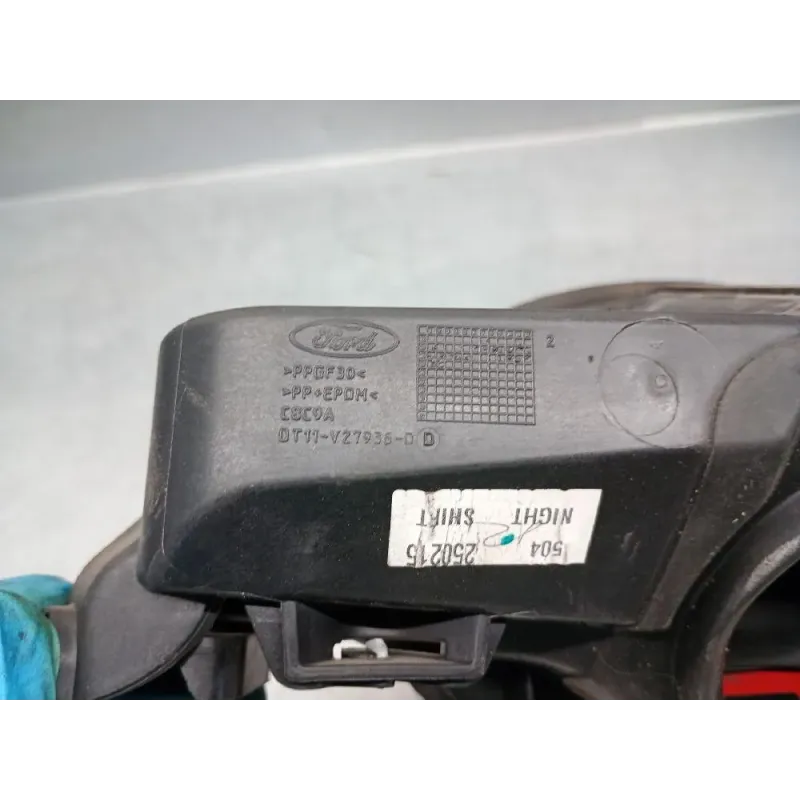 Ford
>PPGF30<
>PP+EPDM<
C8C9A
DT11-V27936-D D
2
504
250215
NIGHT
SHIFT